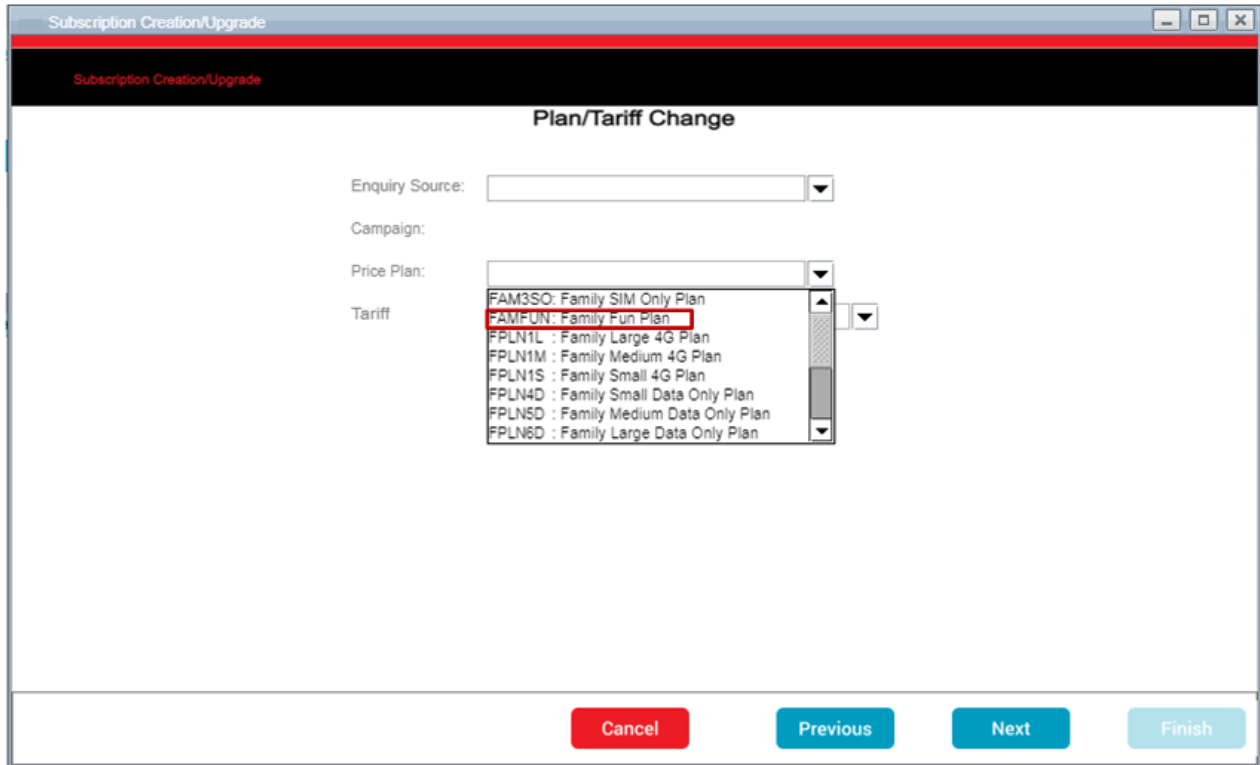 Subscription Creation/Upgrade
Subscription Creation/Upgrade
Plan/Tariff Change
Enquiry Source:
Campaign:
Price Plan:
FAM3SO: Family SIM Only Plan
Tariff
FAMFUN: Family Fun Plan
FPLN1L : Family Large 4G Plan
FPLN1M : Family Medium 4G Plan
FPLN1S : Family Small 4G Plan
FPLN4D : Family Small Data Only Plan
FPLN5D : Family Medium Data Only Plan
FPLN6D : Family Large Data Only Plan
Cancel Previous Next Finish